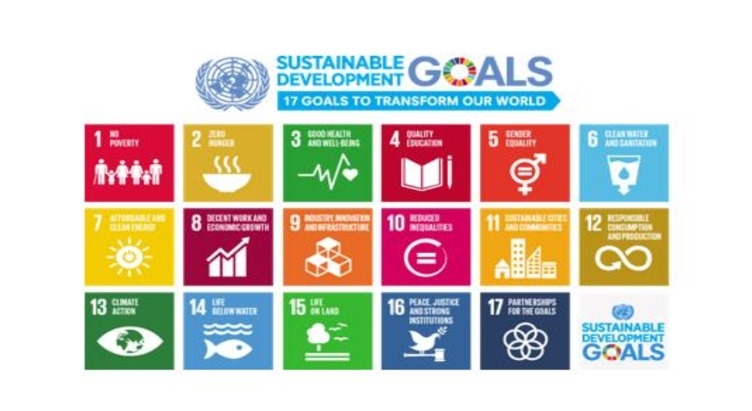 SUSTAINABLE
DEVELOPMENT GOALS
17 GOALS TO TRANSFORM OUR WORLD
1 NO
POVERTY
2 ZERO
HUNGER
3 GOOD HEALTH
AND WELL-BEING
4 QUALITY
EDUCATION
5 GENDER
EQUALITY
6 CLEAN WATER
AND SANITATION
7 AFFORDABLE AND
CLEAN ENERGY
8 DECENT WORK AND
ECONOMIC GROWTH
9 INDUSTRY, INNOVATION
AND INFRASTRUCTURE
10 REDUCED
INEQUALITIES
11 SUSTAINABLE CITIES
AND COMMUNITIES
12 RESPONSIBLE
CONSUMPTION
AND PRODUCTION
13 CLIMATE
ACTION
14 LIFE
BELOW WATER
15 LIFE
ON LAND
16 PEACE, JUSTICE
AND STRONG
INSTITUTIONS
17 PARTNERSHIPS
FOR THE GOALS
SUSTAINABLE
DEVELOPMENT
GOALS